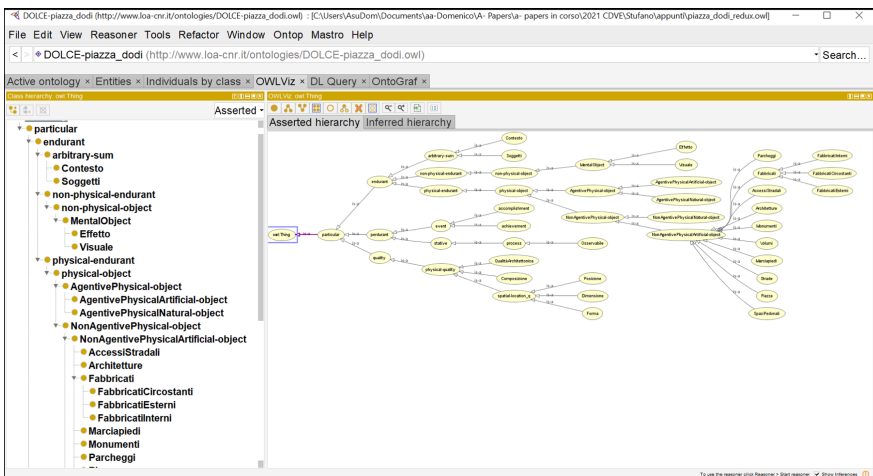 DOLCE-piazza_dodi (http://www.loa-cnr.it/ontologies/DOLCE-piazza_dodi.owl) : [C:\Users\AsuDom\Documents\aa-Domenico\A- Papers\a- papers in corso\2021 CDVE\Stufano\appunti\piazza_dodi_redux.owl]
File Edit View Reasoner Tools Refactor Window Ontop Mastro Help
< > DOLCE-piazza_dodi (http://www.loa-cnr.it/ontologies/DOLCE-piazza_dodi.owl) Search...
Active ontology × Entities × Individuals by class × OWLViz × DL Query × OntoGraf ×
Class hierarchy: owl:Thing
Asserted
particular
endurant
arbitrary-sum
Contesto
Soggetti
non-physical-endurant
non-physical-object
MentalObject
Effetto
Visuale
physical-endurant
physical-object
AgentivePhysical-object
AgentivePhysicalArtificial-object
AgentivePhysicalNatural-object
NonAgentivePhysical-object
NonAgentivePhysicalArtificial-object
AccessiStradali
Architetture
Fabbricati
FabbricatiCircostanti
FabbricatiEsterni
FabbricatiInterni
Marciapiedi
Monumenti
Parcheggi
OWLViz: owl:Thing
Asserted hierarchy Inferred hierarchy
owl:Thing
particular
endurant
perdurant
quality
arbitrary-sum
non-physical-endurant
physical-endurant
event
stative
physical-quality
Contesto
Soggetti
non-physical-object
physical-object
accomplishment
achievement
process
QualitàArchitettonica
Composizione
spatial-location_q
MentalObject
AgentivePhysical-object
NonAgentivePhysical-object
Osservabile
Posizione
Dimensione
Forma
Effetto
Visuale
AgentivePhysicalArtificial-object
AgentivePhysicalNatural-object
NonAgentivePhysicalNatural-object
NonAgentivePhysicalArtificial-object
Parcheggi
Fabbricati
AccessiStradali
Architetture
Monumenti
Volumi
Marciapiedi
Strade
Piazza
SpaziPedonali
FabbricatiInterni
FabbricatiCircostanti
FabbricatiEsterni
To use the reasoner click Reasoner > Start reasoner Show Inferences